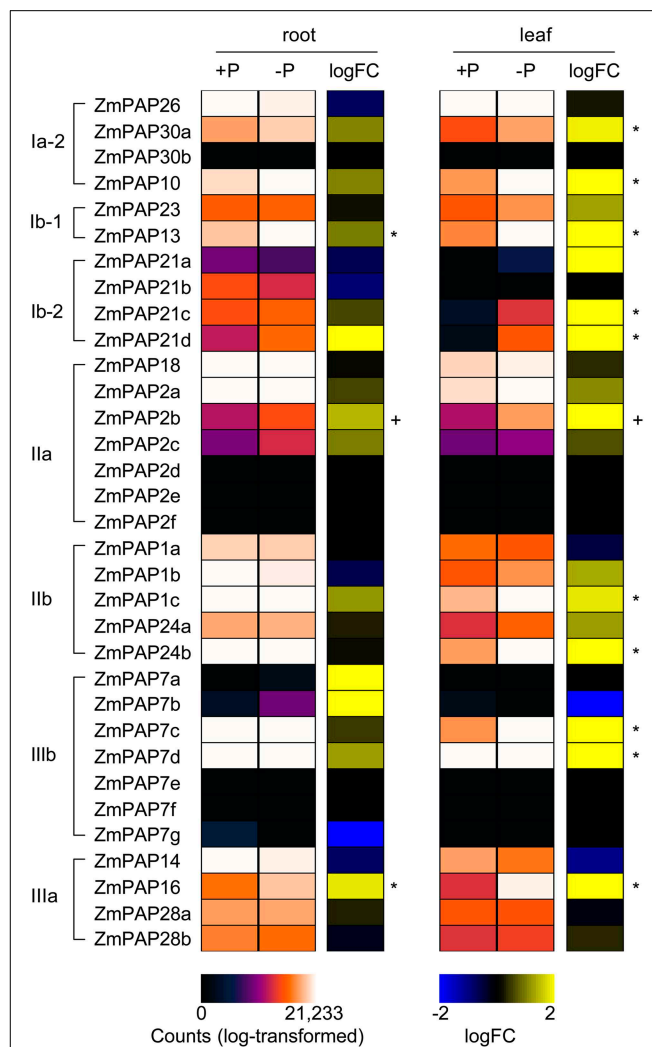 root leaf
+P -P logFC +P -P logFC
Ia-2
ZmPAP26
ZmPAP30a *
ZmPAP30b
ZmPAP10 *
Ib-1
ZmPAP23
ZmPAP13 * *
Ib-2
ZmPAP21a
ZmPAP21b
ZmPAP21c *
ZmPAP21d *
IIa
ZmPAP18
ZmPAP2a
ZmPAP2b + +
ZmPAP2c
ZmPAP2d
ZmPAP2e
ZmPAP2f
IIb
ZmPAP1a
ZmPAP1b
ZmPAP1c *
ZmPAP24a
ZmPAP24b *
IIIb
ZmPAP7a
ZmPAP7b
ZmPAP7c *
ZmPAP7d *
ZmPAP7e
ZmPAP7f
ZmPAP7g
IIIa
ZmPAP14
ZmPAP16 * *
ZmPAP28a
ZmPAP28b
0 21,233
Counts (log-transformed)
-2 2
logFC